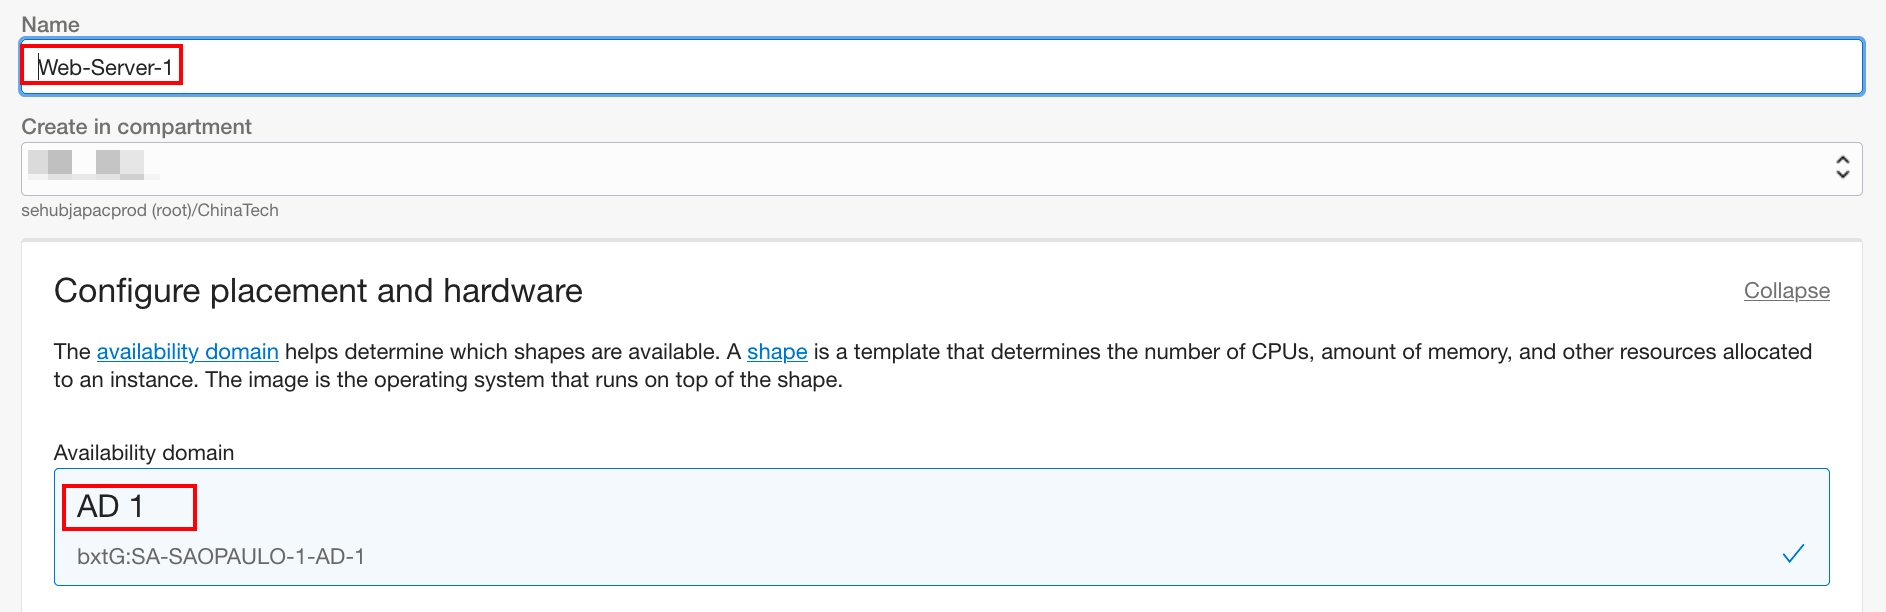 Name
Web-Server-1
Create in compartment
sehubjapacprod (root)/ChinaTech
Configure placement and hardware
Collapse
The availability domain helps determine which shapes are available. A shape is a template that determines the number of CPUs, amount of memory, and other resources allocated
to an instance. The image is the operating system that runs on top of the shape.
Availability domain
AD 1
bxtG:SA-SAOPAULO-1-AD-1